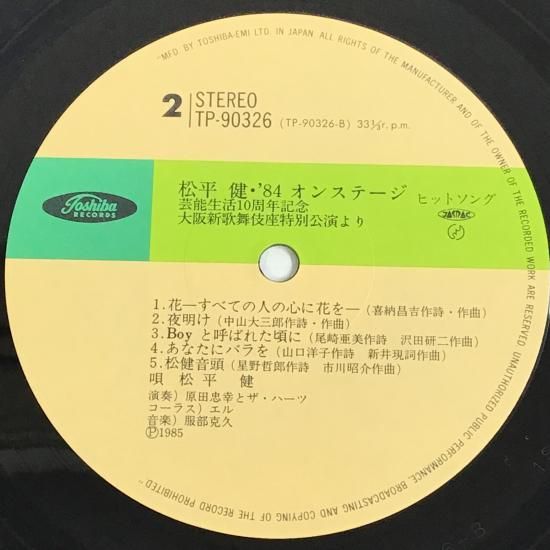 "MFD. BY TOSHIBA-EMI LTD. IN JAPAN. ALL RIGHTS OF THE MANUFACTURER AND OF THE OWNER OF THE RECORDED WORK ARE RESERVED UNAUTHORIZED PUBLIC PERFORMANCE, BROADCASTING AND COPYING OF THE RECORD PROHIBITED"
2 STEREO
TP-90326 (TP-90326-B) 33⅓r.p.m.
Toshiba
RECORDS
松平 健・'84 オンステージ ヒットソング
芸能生活10周年記念
大阪新歌舞伎座特別公演より
JASRAC
1.花―すべての人の心に花を―(喜納昌吉作詩・作曲)
2.夜明け(中山大三郎作詩・作曲)
3.Boy と呼ばれた頃に(尾崎亜美作詩 沢田研二作曲)
4.あなたにバラを(山口洋子作詩 新井現詞作曲)
5.松健音頭(星野哲郎作詩 市川昭介作曲)
唄 松平 健
演奏)原田忠幸とザ・ハーツ
コーラス)エル
音楽)服部克久
Ⓟ1985